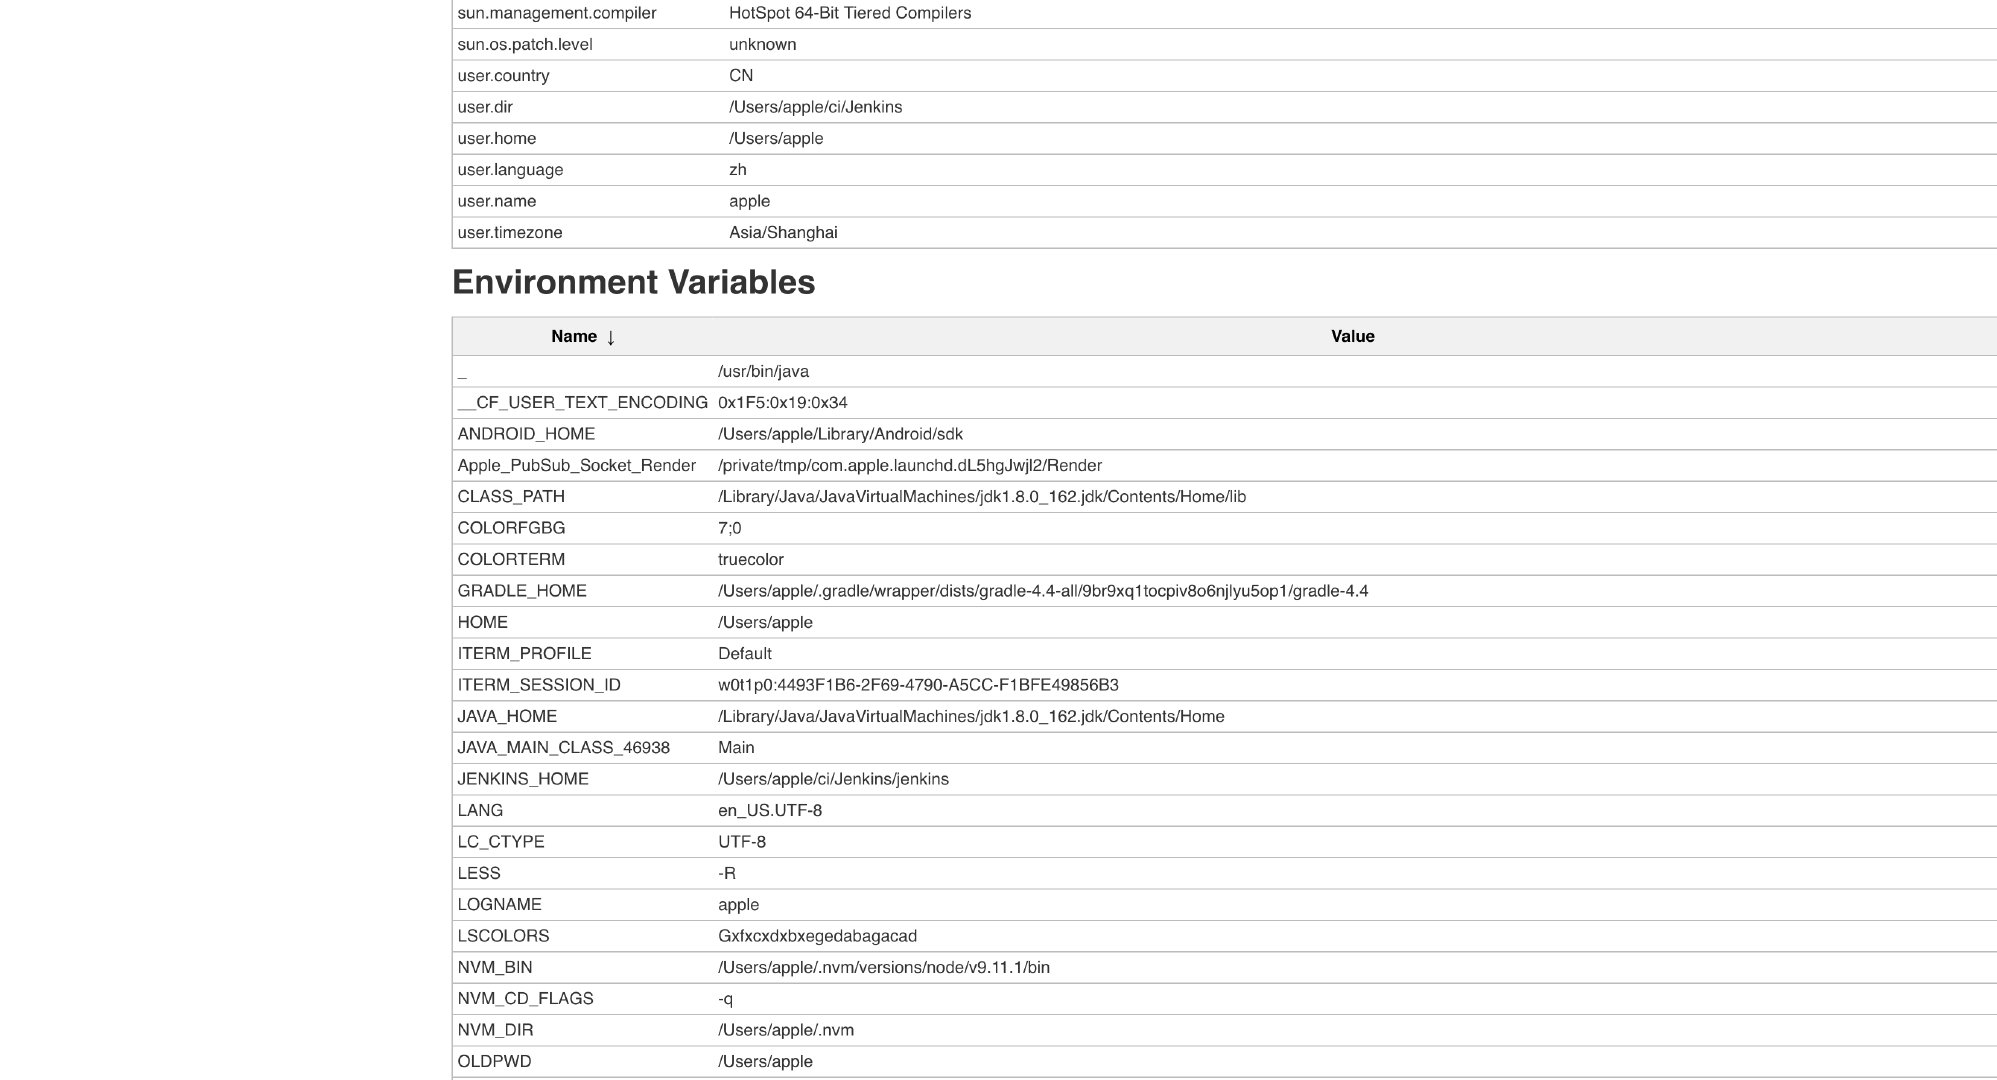 sun.management.compiler HotSpot 64-Bit Tiered Compilers
sun.os.patch.level unknown
user.country CN
user.dir /Users/apple/ci/Jenkins
user.home /Users/apple
user.language zh
user.name apple
user.timezone Asia/Shanghai
Environment Variables
Name ↓ Value
_ /usr/bin/java
__CF_USER_TEXT_ENCODING 0x1F5:0x19:0x34
ANDROID_HOME /Users/apple/Library/Android/sdk
Apple_PubSub_Socket_Render /private/tmp/com.apple.launchd.dL5hgJwjl2/Render
CLASS_PATH /Library/Java/JavaVirtualMachines/jdk1.8.0_162.jdk/Contents/Home/lib
COLORFGBG 7;0
COLORTERM truecolor
GRADLE_HOME /Users/apple/.gradle/wrapper/dists/gradle-4.4-all/9br9xq1tocpiv8o6njlyu5op1/gradle-4.4
HOME /Users/apple
ITERM_PROFILE Default
ITERM_SESSION_ID w0t1p0:4493F1B6-2F69-4790-A5CC-F1BFE49856B3
JAVA_HOME /Library/Java/JavaVirtualMachines/jdk1.8.0_162.jdk/Contents/Home
JAVA_MAIN_CLASS_46938 Main
JENKINS_HOME /Users/apple/ci/Jenkins/jenkins
LANG en_US.UTF-8
LC_CTYPE UTF-8
LESS -R
LOGNAME apple
LSCOLORS Gxfxcxdxbxegedabagacad
NVM_BIN /Users/apple/.nvm/versions/node/v9.11.1/bin
NVM_CD_FLAGS -q
NVM_DIR /Users/apple/.nvm
OLDPWD /Users/apple